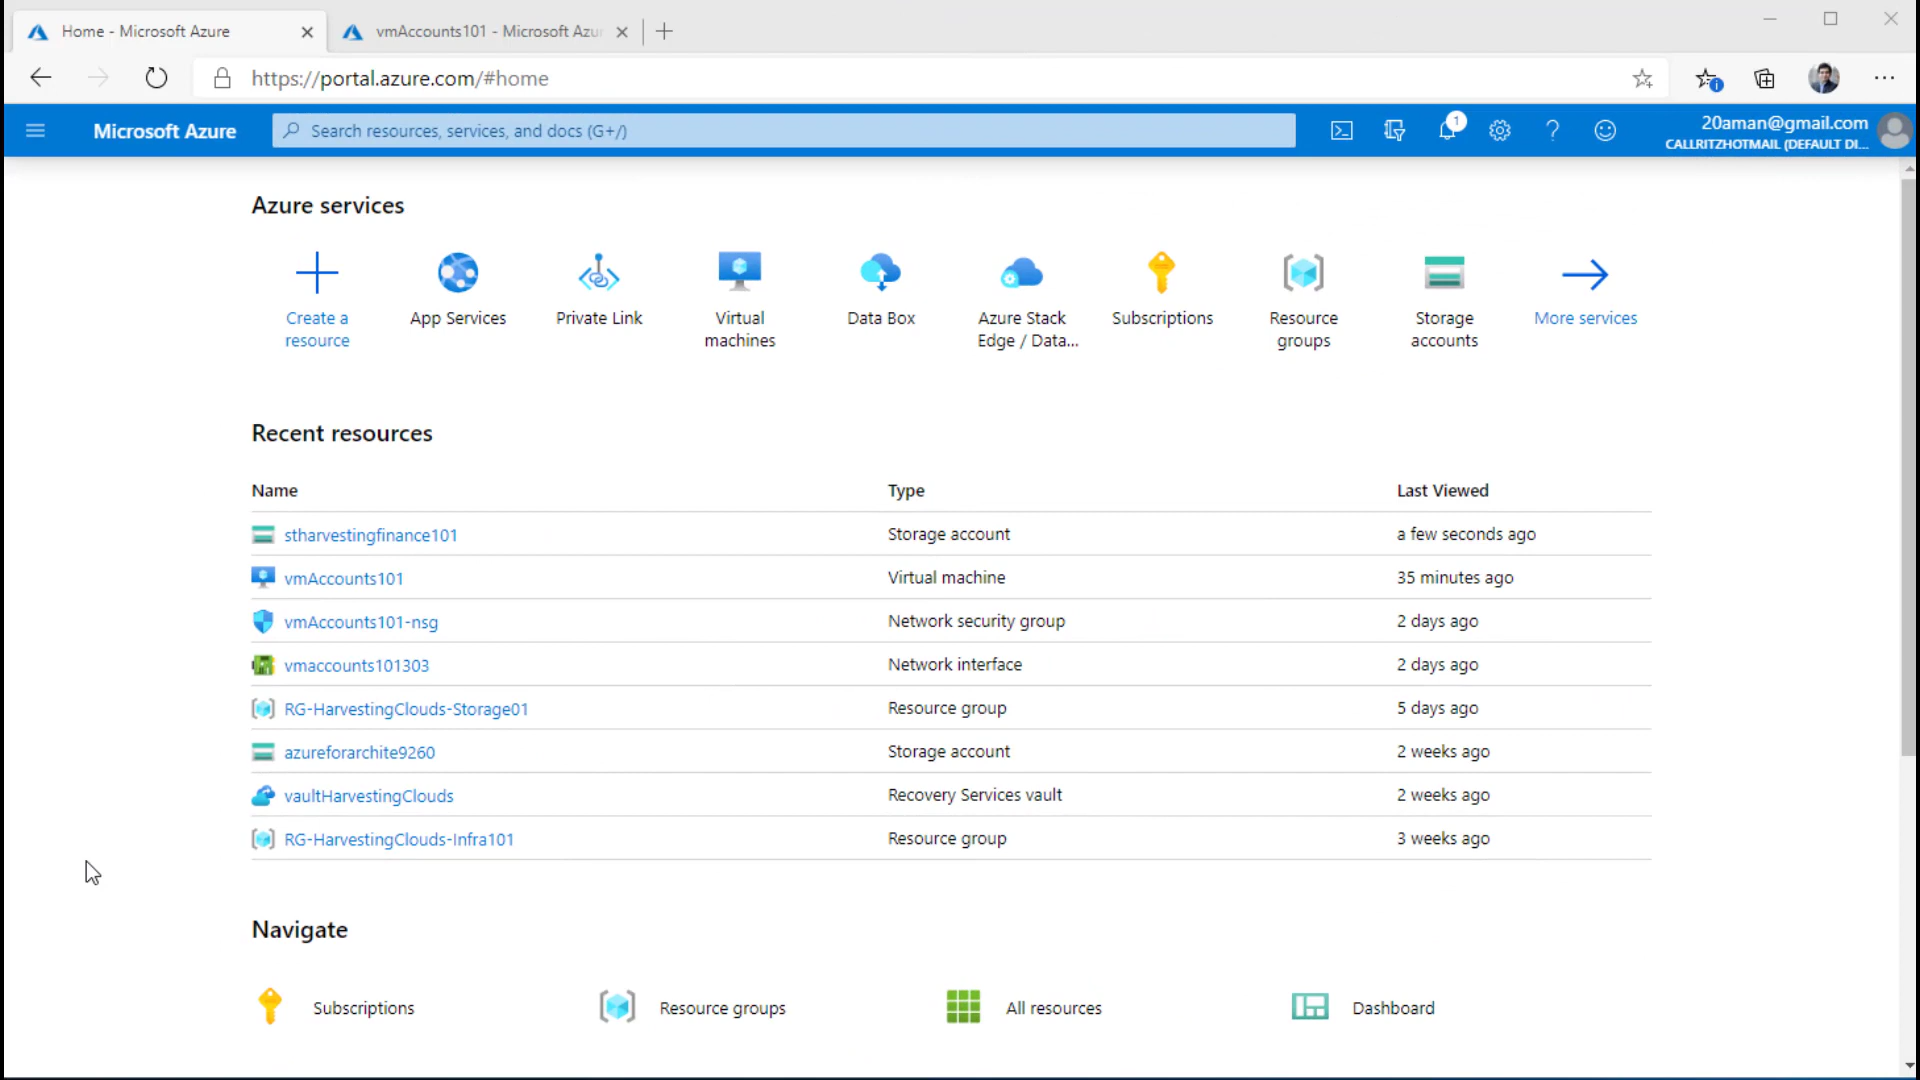 Home - Microsoft Azure
vmAccounts101 - Microsoft Azu
https://portal.azure.com/#home
Microsoft Azure
Search resources, services, and docs (G+/)
1
20aman@gmail.com
CALLRITZHOTMAIL (DEFAULT DI...
Azure services
Create a
resource
App Services
Private Link
Virtual
machines
Data Box
Azure Stack
Edge / Data...
Subscriptions
Resource
groups
Storage
accounts
More services
Recent resources
Name Type Last Viewed
stharvestingfinance101 Storage account a few seconds ago
vmAccounts101 Virtual machine 35 minutes ago
vmAccounts101-nsg Network security group 2 days ago
vmaccounts101303 Network interface 2 days ago
RG-HarvestingClouds-Storage01 Resource group 5 days ago
azureforarchite9260 Storage account 2 weeks ago
vaultHarvestingClouds Recovery Services vault 2 weeks ago
RG-HarvestingClouds-Infra101 Resource group 3 weeks ago
Navigate
Subscriptions Resource groups All resources Dashboard